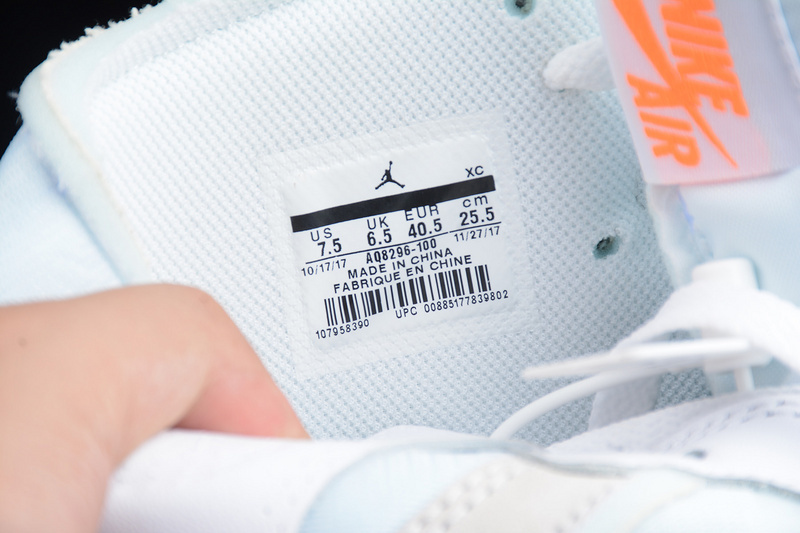 NIKE
AIR
XC
US UK EUR cm
7.5 6.5 40.5 25.5
10/17/17 AQ8296-100 11/27/17
MADE IN CHINA
FABRIQUE EN CHINE
107958390 UPC 00885177839802